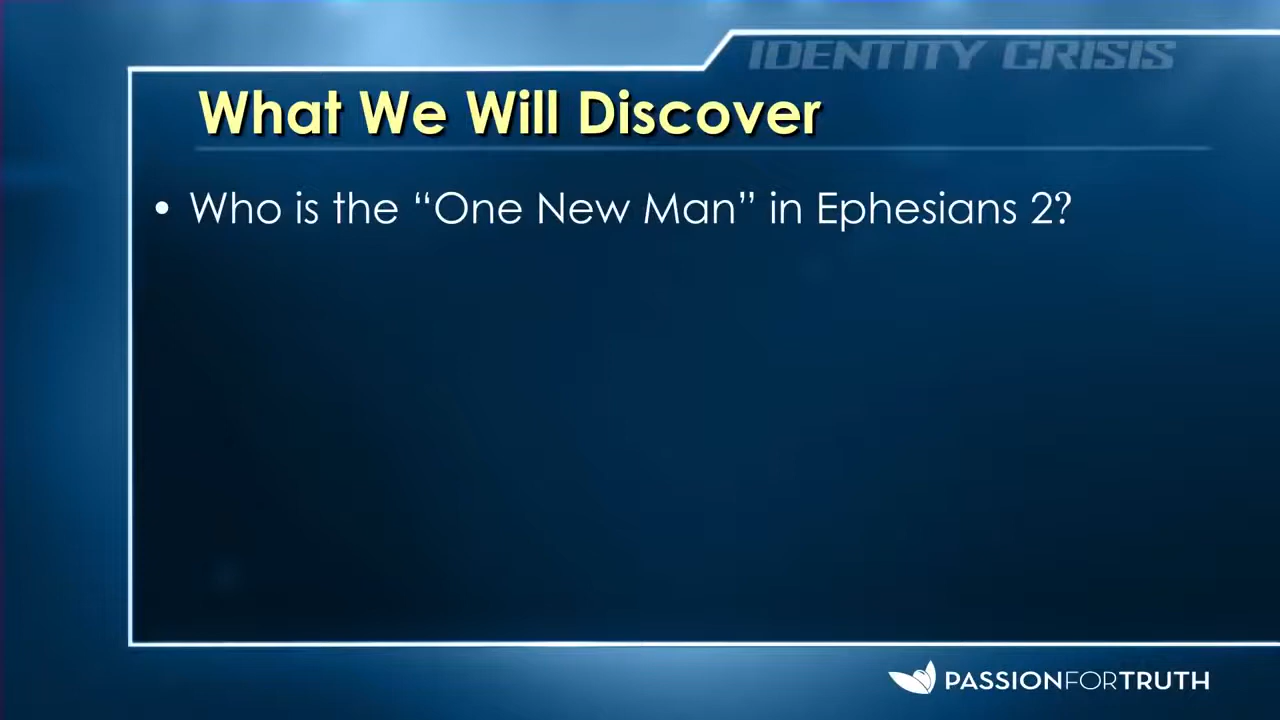 IDENTITY CRISIS
What We Will Discover
• Who is the “One New Man” in Ephesians 2?
PASSIONFORTRUTH